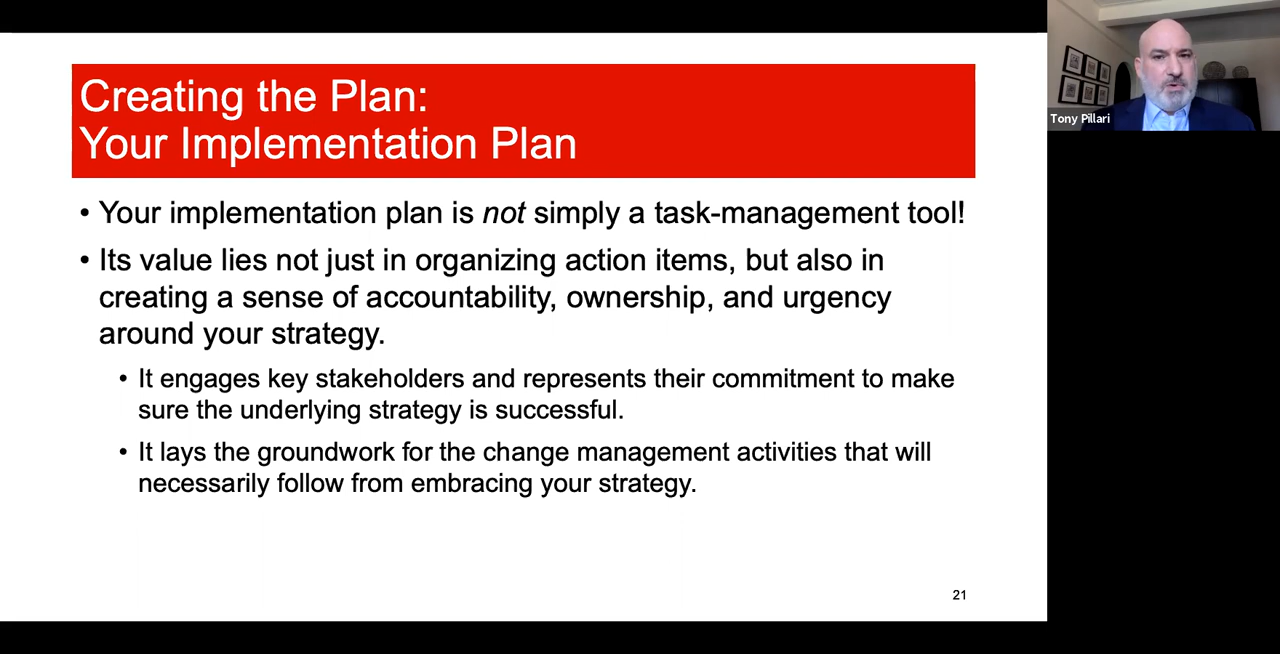 Creating the Plan:
Your Implementation Plan
• Your implementation plan is not simply a task-management tool!
• Its value lies not just in organizing action items, but also in
creating a sense of accountability, ownership, and urgency
around your strategy.
• It engages key stakeholders and represents their commitment to make
sure the underlying strategy is successful.
• It lays the groundwork for the change management activities that will
necessarily follow from embracing your strategy.
21
Tony Pillari